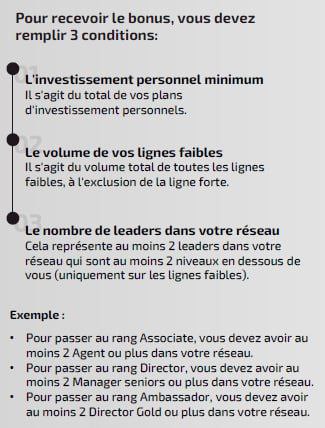 Pour recevoir le bonus, vous devez
remplir 3 conditions:
01
L'investissement personnel minimum
Il s'agit du total de vos plans
d'investissement personnels.
02
Le volume de vos lignes faibles
Il s'agit du volume total de toutes les lignes
faibles, à l'exclusion de la ligne forte.
03
Le nombre de leaders dans votre réseau
Cela représente au moins 2 leaders dans votre
réseau qui sont au moins 2 niveaux en dessous de
vous (uniquement sur les lignes faibles).
Exemple :
• Pour passer au rang Associate, vous devez avoir au
moins 2 Agent ou plus dans votre réseau.
• Pour passer au rang Director, vous devez avoir au
moins 2 Manager seniors ou plus dans votre réseau.
• Pour passer au rang Ambassador, vous devez avoir
au moins 2 Director Gold ou plus dans votre réseau.